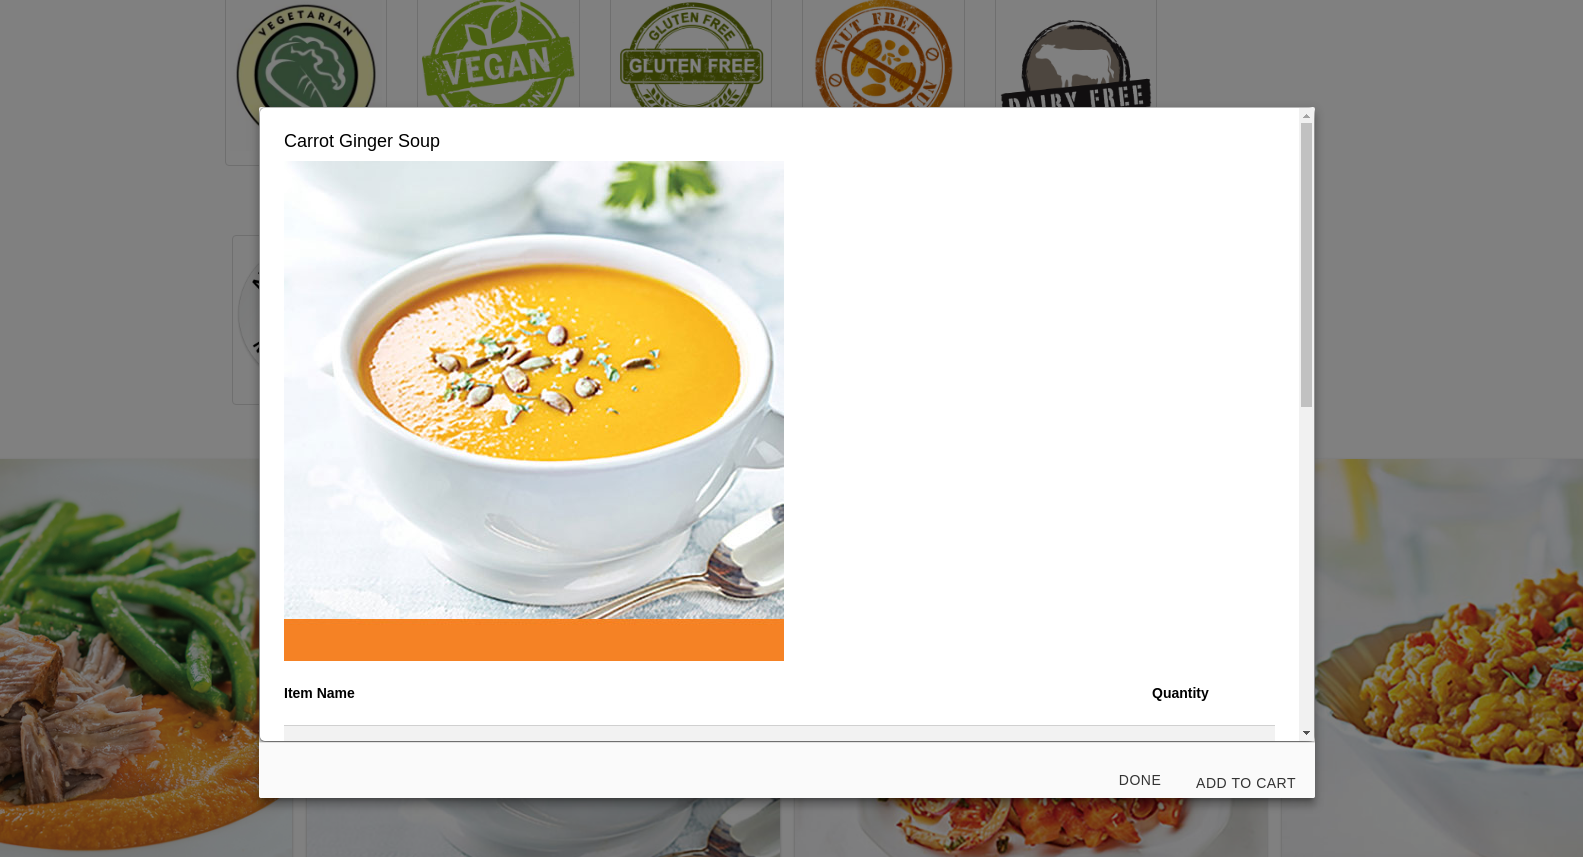 VEGETARIAN
VEGAN
GLUTEN FREE
GLUTEN FREE
NUT FREE
DAIRY FREE
Carrot Ginger Soup
Item Name
Quantity
DONE
ADD TO CART